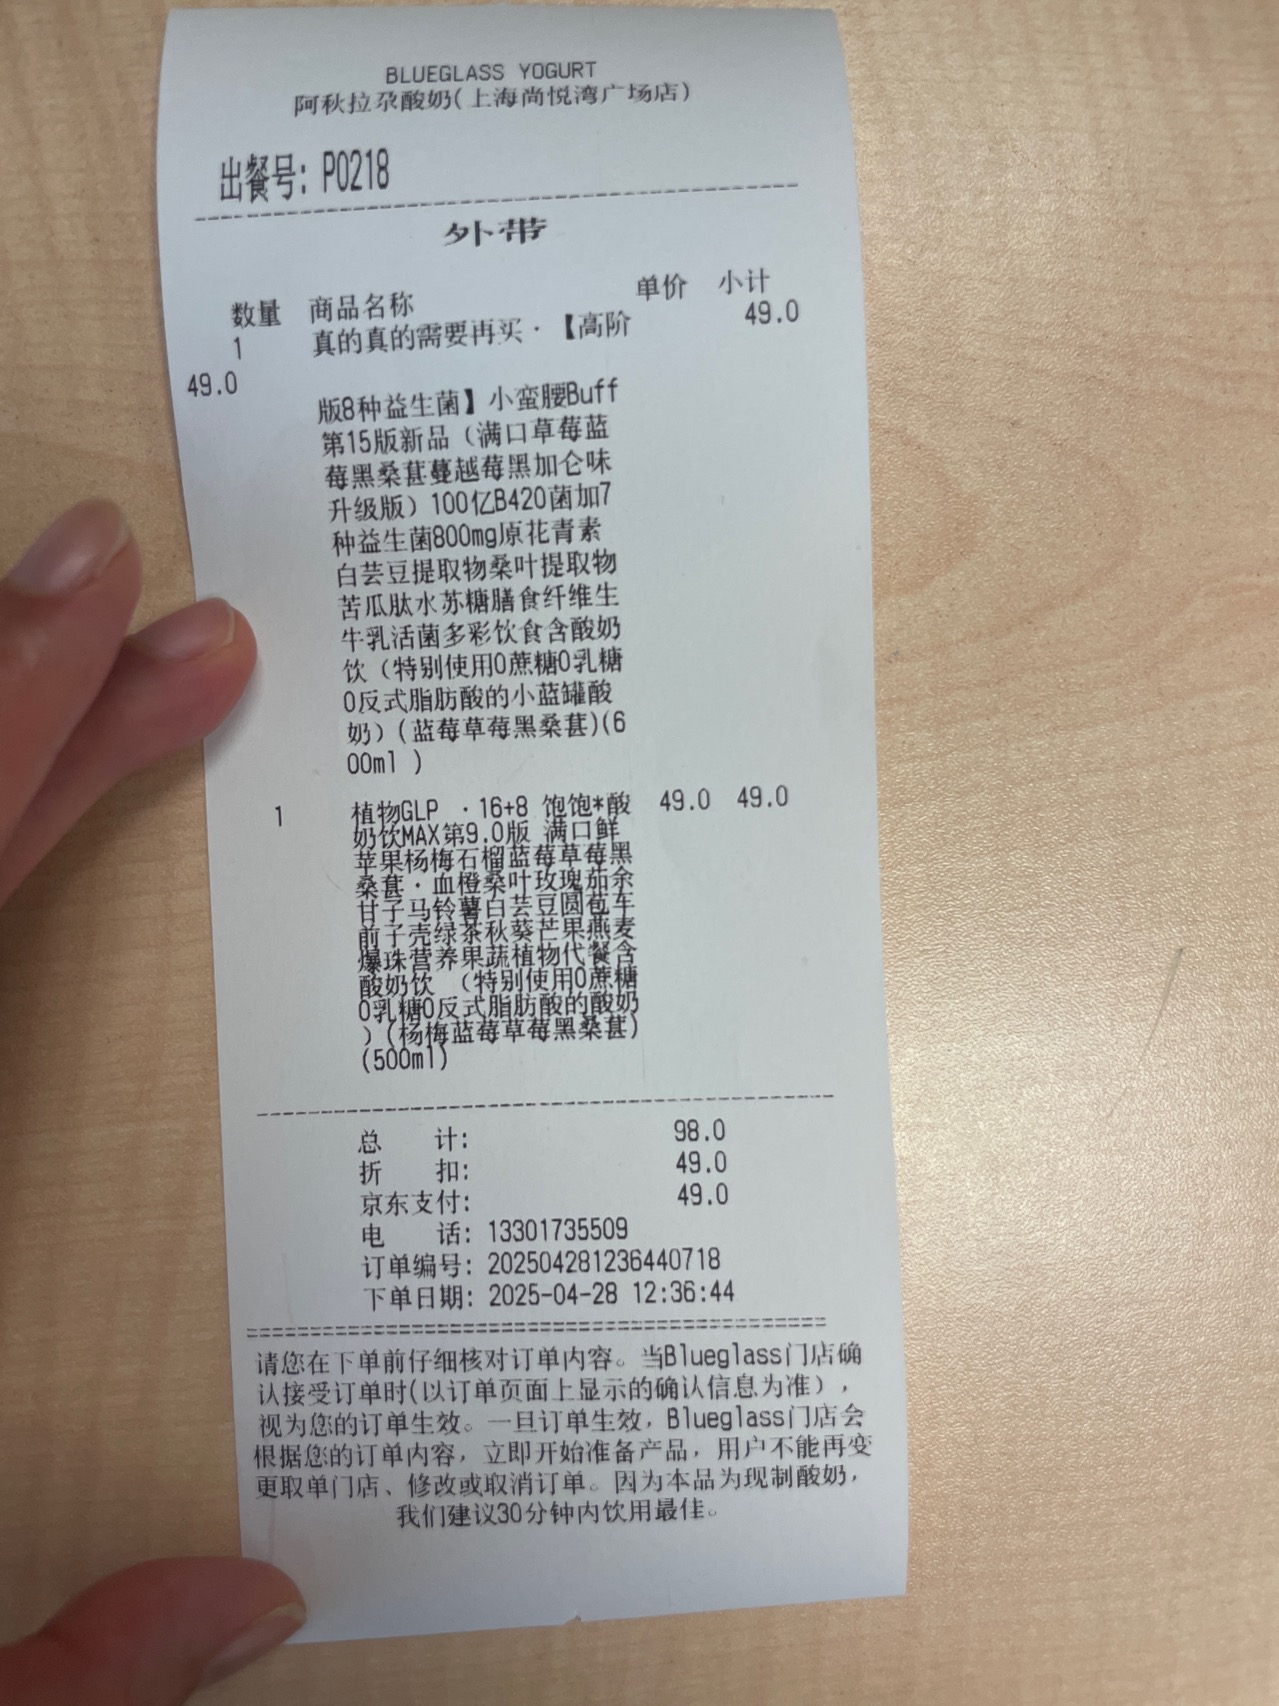 BLUEGLASS YOGURT
阿秋拉尕酸奶(上海尚悦湾广场店)
出餐号: P0218
外带
数量 商品名称 单价 小计
1 真的真的需要再买·【高阶 49.0
49.0
版8种益生菌】小蛮腰Buff
第15版新品（满口草莓蓝
莓黑桑葚蔓越莓黑加仑味
升级版）100亿B420菌加7
种益生菌800mg原花青素
白芸豆提取物桑叶提取物
苦瓜肽水苏糖膳食纤维生
牛乳活菌多彩饮食含酸奶
饮（特别使用0蔗糖0乳糖
0反式脂肪酸的小蓝罐酸
奶）(蓝莓草莓黑桑葚)(6
00ml )
1 植物GLP ·16+8 饱饱*酸 49.0 49.0
奶饮MAX第9.0版 满口鲜
苹果杨梅石榴蓝莓草莓黑
桑葚·血橙桑叶玫瑰茄余
甘子马铃薯白芸豆圆苞车
前子壳绿茶秋葵芒果燕麦
爆珠营养果蔬植物代餐含
酸奶饮 （特别使用0蔗糖
0乳糖0反式脂肪酸的酸奶
）(杨梅蓝莓草莓黑桑葚)
(500ml)
总 计: 98.0
折 扣: 49.0
京东支付: 49.0
电 话: 13301735509
订单编号: 202504281236440718
下单日期: 2025-04-28 12:36:44
请您在下单前仔细核对订单内容。当Blueglass门店确
认接受订单时(以订单页面上显示的确认信息为准)，
视为您的订单生效。一旦订单生效，Blueglass门店会
根据您的订单内容，立即开始准备产品，用户不能再变
更取单门店、修改或取消订单。因为本品为现制酸奶，
我们建议30分钟内饮用最佳。